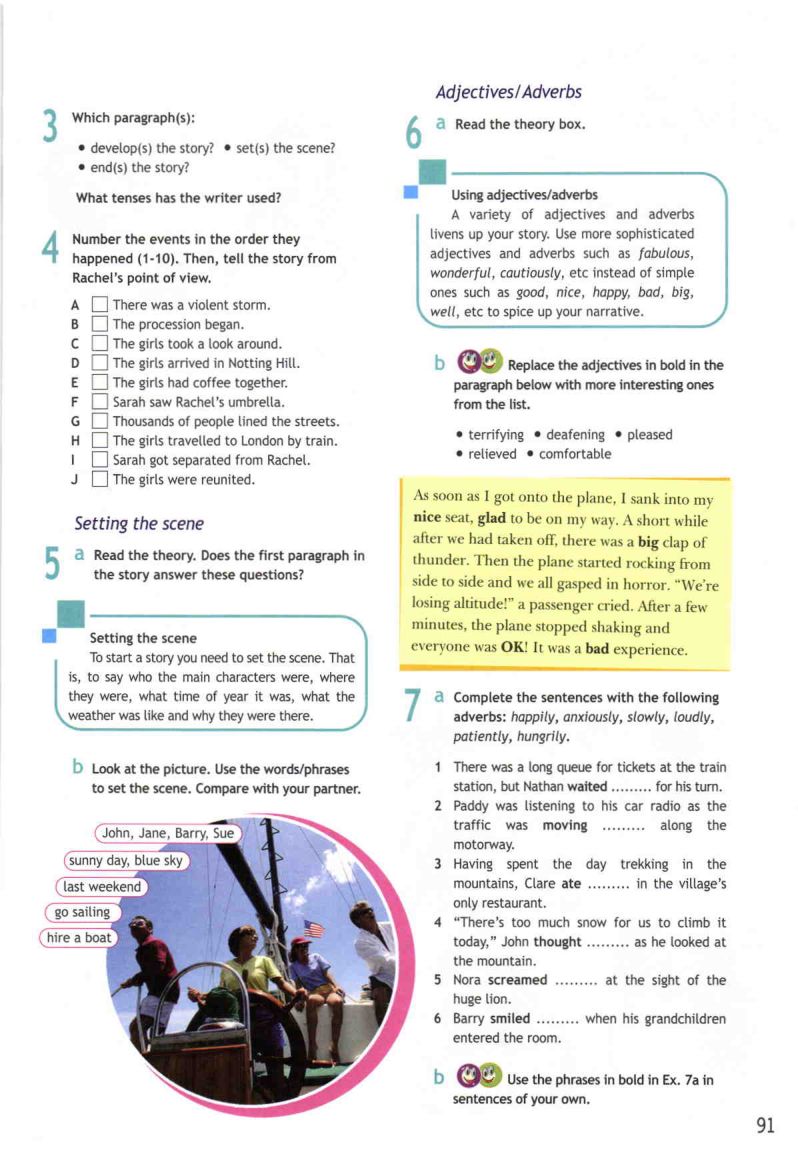 3
Which paragraph(s):
• develop(s) the story? • set(s) the scene?
• end(s) the story?
What tenses has the writer used?
4
Number the events in the order they
happened (1-10). Then, tell the story from
Rachel's point of view.
A There was a violent storm.
B The procession began.
C The girls took a look around.
D The girls arrived in Notting Hill.
E The girls had coffee together.
F Sarah saw Rachel's umbrella.
G Thousands of people lined the streets.
H The girls travelled to London by train.
I Sarah got separated from Rachel.
J The girls were reunited.
Setting the scene
5
a Read the theory. Does the first paragraph in
the story answer these questions?
Setting the scene
To start a story you need to set the scene. That
is, to say who the main characters were, where
they were, what time of year it was, what the
weather was like and why they were there.
b Look at the picture. Use the words/phrases
to set the scene. Compare with your partner.
John, Jane, Barry, Sue
sunny day, blue sky
last weekend
go sailing
hire a boat
Adjectives/Adverbs
6
a Read the theory box.
Using adjectives/adverbs
A variety of adjectives and adverbs
livens up your story. Use more sophisticated
adjectives and adverbs such as fabulous,
wonderful, cautiously, etc instead of simple
ones such as good, nice, happy, bad, big,
well, etc to spice up your narrative.
b Replace the adjectives in bold in the
paragraph below with more interesting ones
from the list.
• terrifying • deafening • pleased
• relieved • comfortable
As soon as I got onto the plane, I sank into my
nice seat, glad to be on my way. A short while
after we had taken off, there was a big clap of
thunder. Then the plane started rocking from
side to side and we all gasped in horror. "We're
losing altitude!" a passenger cried. After a few
minutes, the plane stopped shaking and
everyone was OK! It was a bad experience.
7
a Complete the sentences with the following
adverbs: happily, anxiously, slowly, loudly,
patiently, hungrily.
1 There was a long queue for tickets at the train
station, but Nathan waited ......... for his turn.
2 Paddy was listening to his car radio as the
traffic was moving ......... along the
motorway.
3 Having spent the day trekking in the
mountains, Clare ate ......... in the village's
only restaurant.
4 "There's too much snow for us to climb it
today," John thought ......... as he looked at
the mountain.
5 Nora screamed ......... at the sight of the
huge lion.
6 Barry smiled ......... when his grandchildren
entered the room.
b Use the phrases in bold in Ex. 7a in
sentences of your own.
91